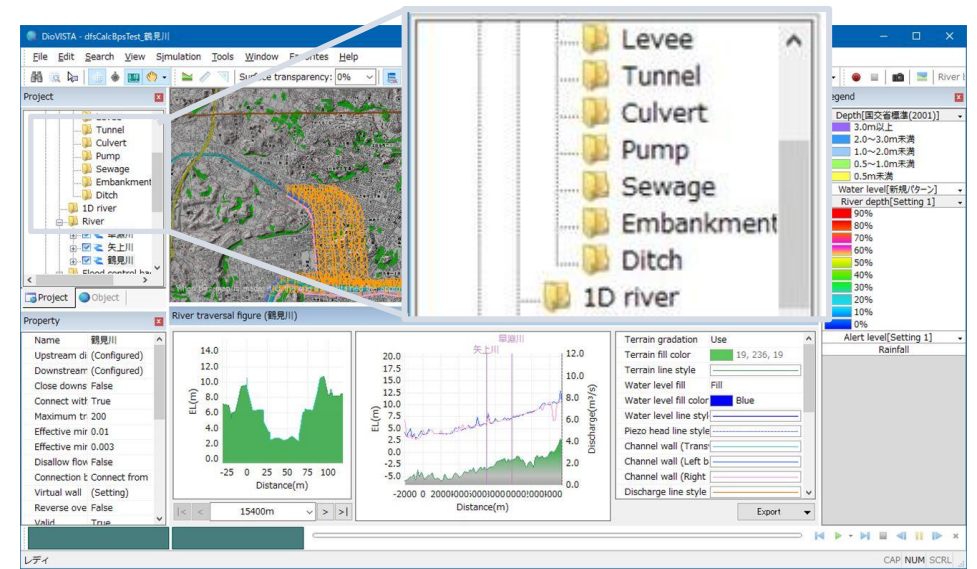 DioVISTA - dfsCalcBpsTest_鶴見川
File Edit Search View Simulation Tools Window Favorites Help
Surface transparency: 0%
River
Project
Levee
Tunnel
Culvert
Pump
Sewage
Embankment
Ditch
1D river
River
早瀬川
矢上川
鶴見川
Project Object
Levee
Tunnel
Culvert
Pump
Sewage
Embankment
Ditch
1D river
egend
Depth[国交省標準(2001)]
3.0m以上
2.0～3.0m未満
1.0～2.0m未満
0.5～1.0m未満
0.5m未満
Water level[新規パターン]
River depth[Setting 1]
90%
80%
70%
60%
50%
40%
30%
20%
10%
0%
Alert level[Setting 1]
Rainfall
Property
Name 鶴見川
Upstream di (Configured)
Downstream (Configured)
Close downs False
Connect witl True
Maximum tr 200
Effective mir 0.01
Effective mir 0.003
Disallow flow False
Connection b Connect from
Virtual wall (Setting)
Reverse ove False
Valid True
River traversal figure (鶴見川)
14.0
12.0
10.0
8.0
6.0
4.0
2.0
0.0
EL(m)
-25 0 25 50 75 100
Distance(m)
15400m
早瀬川
矢上川
20.0
17.5
15.0
12.5
10.0
7.5
5.0
2.5
0.0
-2.5
-5.0
EL(m)
12.0
10.0
8.0
6.0
4.0
2.0
0.0
Discharge(m³/s)
-2000 0 2000
Distance(m)
Terrain gradation Use
Terrain fill color 19, 236, 19
Terrain line style
Water level fill Fill
Water level fill color Blue
Water level line styl
Piezo head line style
Channel wall (Trans
Channel wall (Left b
Channel wall (Right
Discharge line style
Export
レディ
CAP NUM SCRL